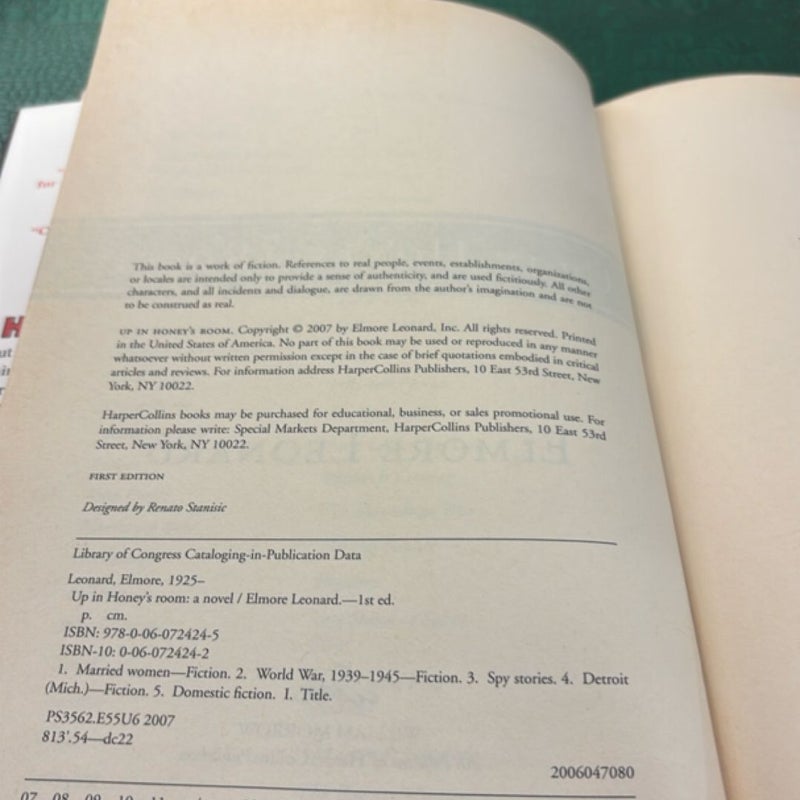 This book is a work of fiction. References to real people, events, establishments, organizations,
or locales are intended only to provide a sense of authenticity, and are used fictitiously. All other
characters, and all incidents and dialogue, are drawn from the author's imagination and are not
to be construed as real.
UP IN HONEY'S ROOM. Copyright © 2007 by Elmore Leonard, Inc. All rights reserved. Printed
in the United States of America. No part of this book may be used or reproduced in any manner
whatsoever without written permission except in the case of brief quotations embodied in critical
articles and reviews. For information address HarperCollins Publishers, 10 East 53rd Street, New
York, NY 10022.
HarperCollins books may be purchased for educational, business, or sales promotional use. For
information please write: Special Markets Department, HarperCollins Publishers, 10 East 53rd
Street, New York, NY 10022.
FIRST EDITION
Designed by Renato Stanisic
Library of Congress Cataloging-in-Publication Data
Leonard, Elmore, 1925–
Up in Honey's room: a novel / Elmore Leonard.—1st ed.
p. cm.
ISBN: 978-0-06-072424-5
ISBN-10: 0-06-072424-2
1. Married women—Fiction. 2. World War, 1939–1945—Fiction. 3. Spy stories. 4. Detroit
(Mich.)—Fiction. 5. Domestic fiction. I. Title.
PS3562.E55U6 2007
813'.54—dc22
2006047080
07 08 09 10